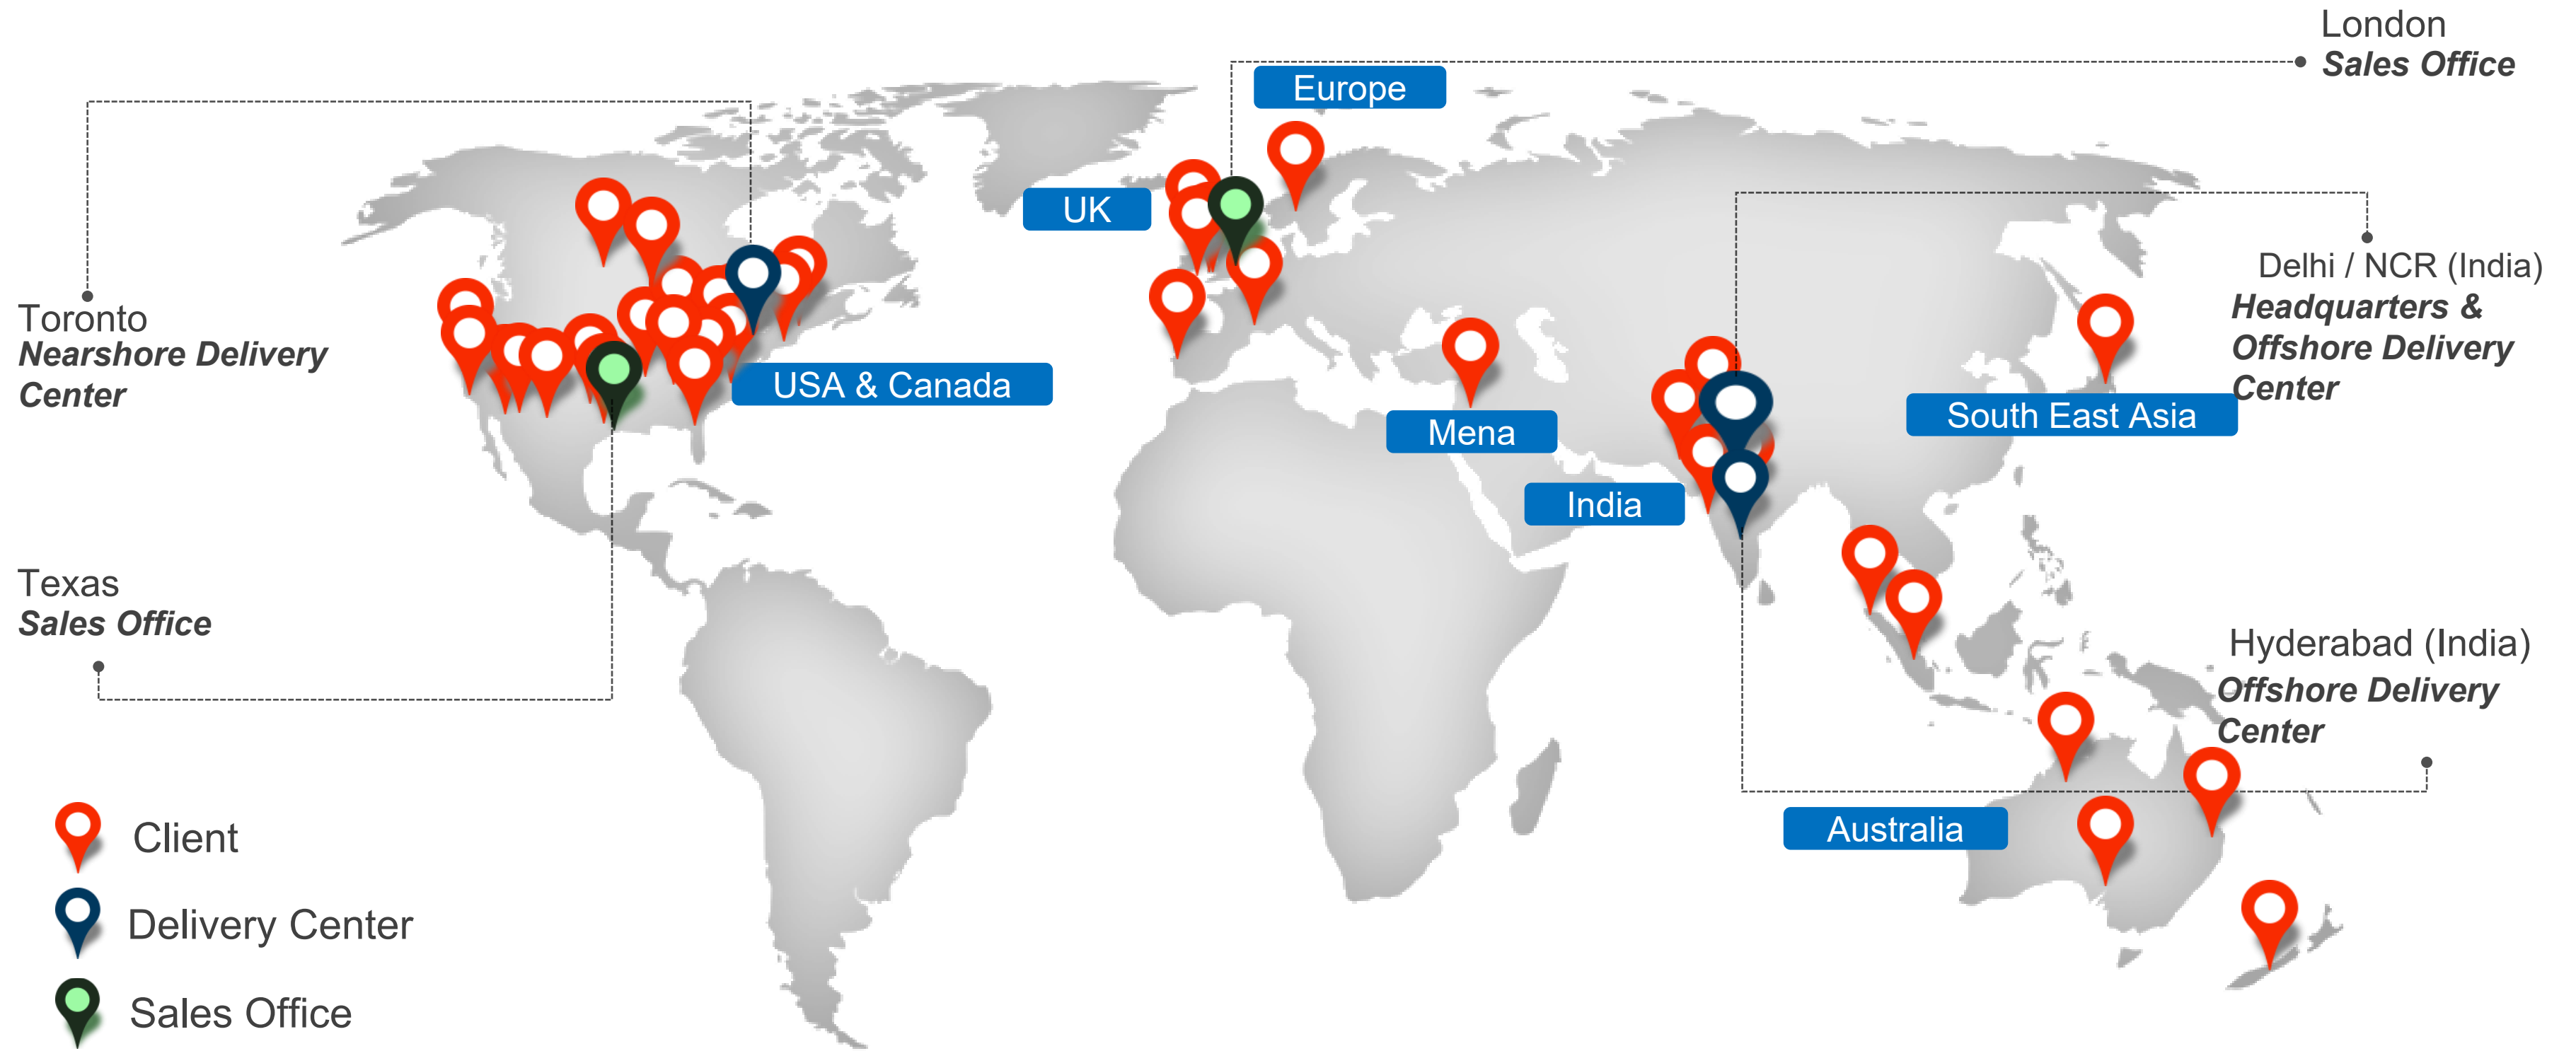 London
Sales Office
Europe
UK
Delhi / NCR (India)
Headquarters &
Offshore Delivery
Center
Toronto
Nearshore Delivery
Center
USA & Canada
South East Asia
Mena
India
Texas
Sales Office
Hyderabad (India)
Offshore Delivery
Center
Australia
Client
Delivery Center
Sales Office